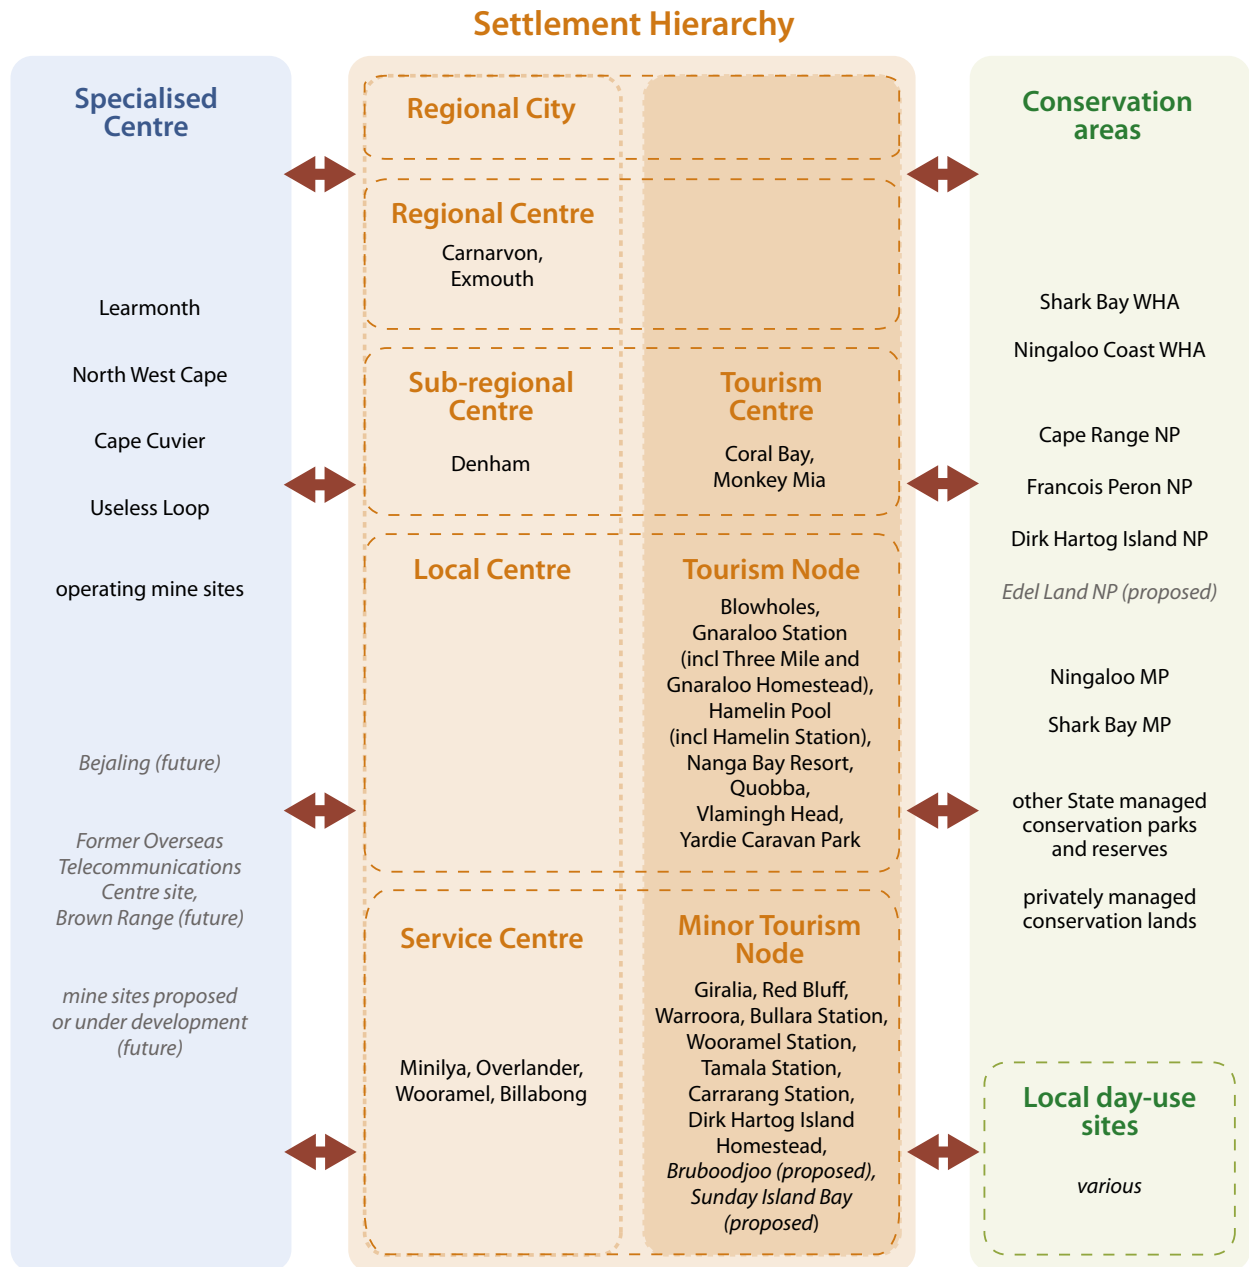 Settlement Hierarchy
Specialised
Centre
Learmonth
North West Cape
Cape Cuvier
Useless Loop
operating mine sites
Bejaling (future)
Former Overseas
Telecommunications
Centre site,
Brown Range (future)
mine sites proposed
or under development
(future)
Regional City
Regional Centre
Carnarvon,
Exmouth
Sub-regional
Centre
Denham
Tourism
Centre
Coral Bay,
Monkey Mia
Local Centre
Tourism Node
Blowholes,
Gnaraloo Station
(incl Three Mile and
Gnaraloo Homestead),
Hamelin Pool
(incl Hamelin Station),
Nanga Bay Resort,
Quobba,
Vlamingh Head,
Yardie Caravan Park
Service Centre
Minilya, Overlander,
Wooramel, Billabong
Minor Tourism
Node
Giralia, Red Bluff,
Warroora, Bullara Station,
Wooramel Station,
Tamala Station,
Carrarang Station,
Dirk Hartog Island
Homestead,
Bruboodjoo (proposed),
Sunday Island Bay
(proposed)
Conservation
areas
Shark Bay WHA
Ningaloo Coast WHA
Cape Range NP
Francois Peron NP
Dirk Hartog Island NP
Edel Land NP (proposed)
Ningaloo MP
Shark Bay MP
other State managed
conservation parks
and reserves
privately managed
conservation lands
Local day-use
sites
various